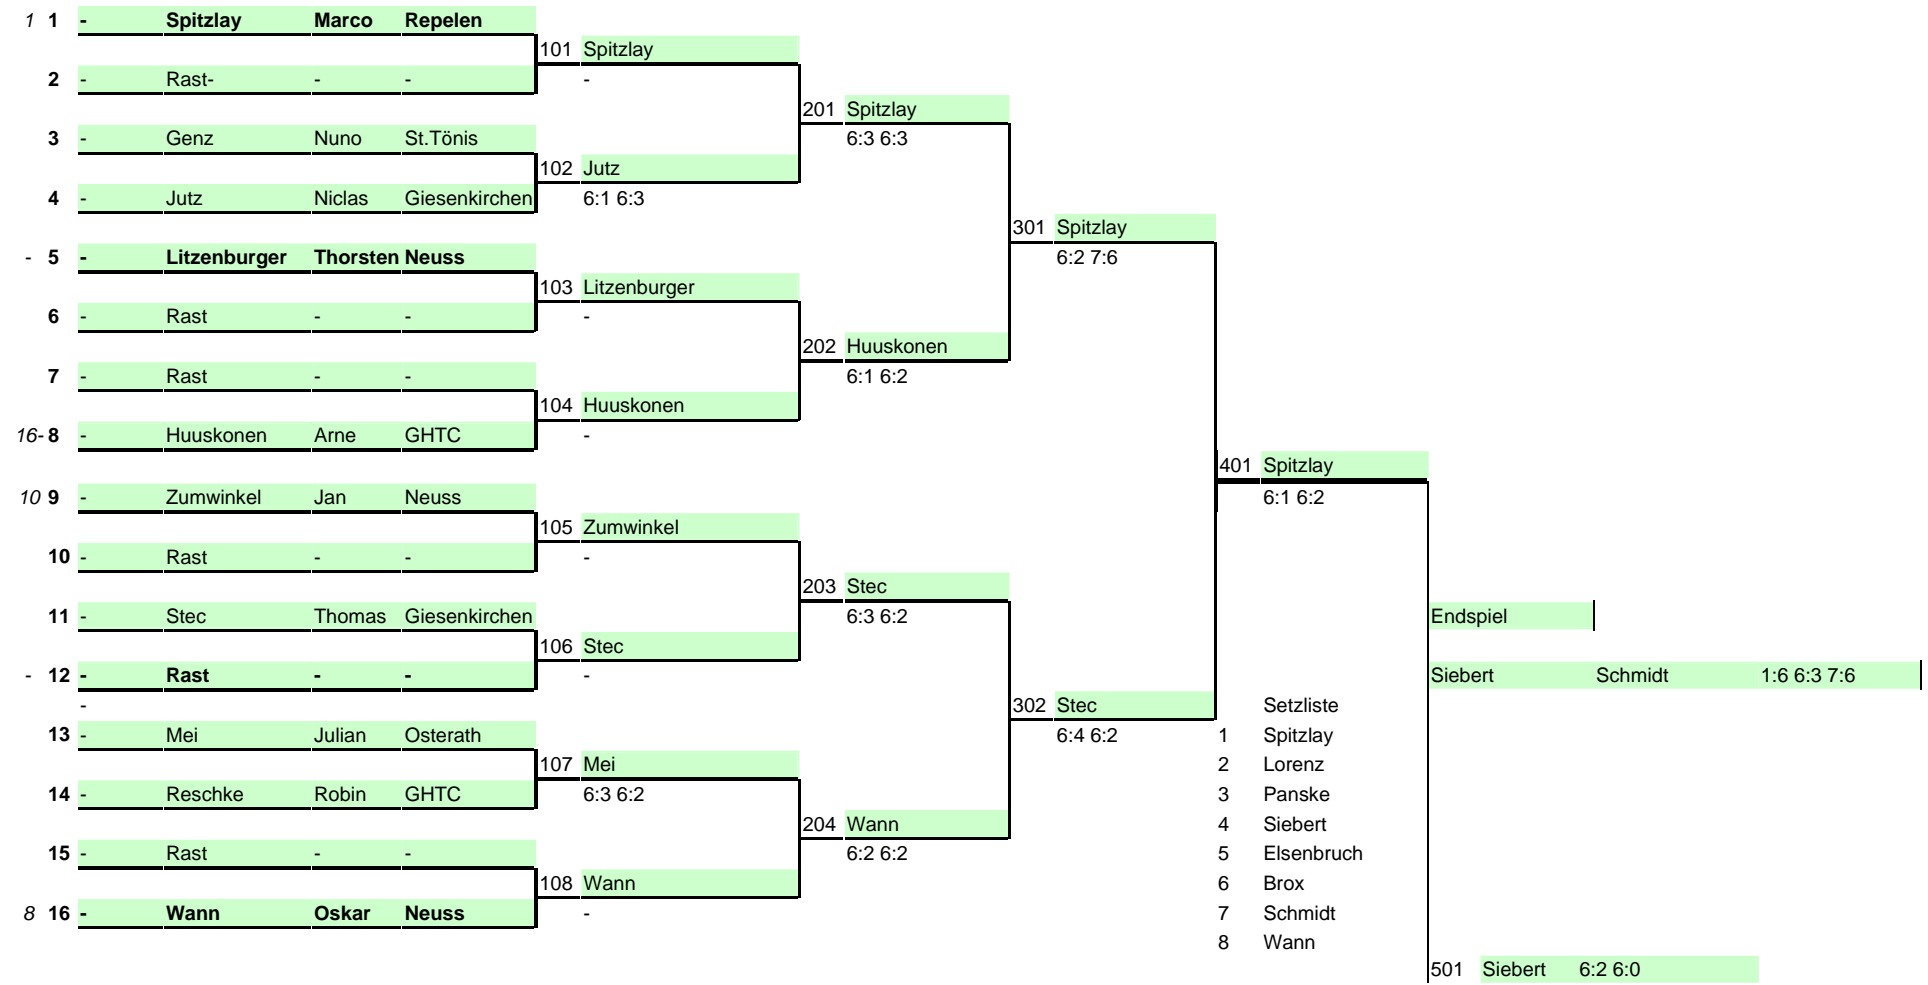 1 1 - Spitzlay Marco Repelen
101 Spitzlay
2 - Rast- - - -
201 Spitzlay
3 - Genz Nuno St.Tönis 6:3 6:3
102 Jutz
4 - Jutz Niclas Giesenkirchen 6:1 6:3
301 Spitzlay
- 5 - Litzenburger Thorsten Neuss 6:2 7:6
103 Litzenburger
6 - Rast - - -
202 Huuskonen
7 - Rast - - 6:1 6:2
104 Huuskonen
16- 8 - Huuskonen Arne GHTC -
401 Spitzlay
10 9 - Zumwinkel Jan Neuss 6:1 6:2
105 Zumwinkel
10 - Rast - - -
203 Stec
11 - Stec Thomas Giesenkirchen 6:3 6:2 Endspiel
106 Stec
- 12 - Rast - - - Siebert Schmidt 1:6 6:3 7:6
- 302 Stec Setzliste
13 - Mei Julian Osterath 6:4 6:2 1 Spitzlay
107 Mei 2 Lorenz
14 - Reschke Robin GHTC 6:3 6:2 3 Panske
204 Wann 4 Siebert
15 - Rast - - 6:2 6:2 5 Elsenbruch
108 Wann 6 Brox
8 16 - Wann Oskar Neuss - 7 Schmidt
8 Wann
501 Siebert 6:2 6:0